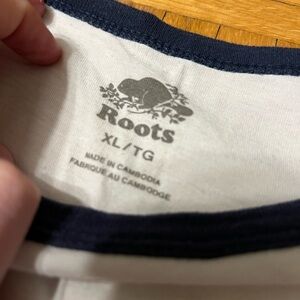 Roots
XL/TG
MADE IN CAMBODIA
FABRIQUÉ AU CAMBODGE